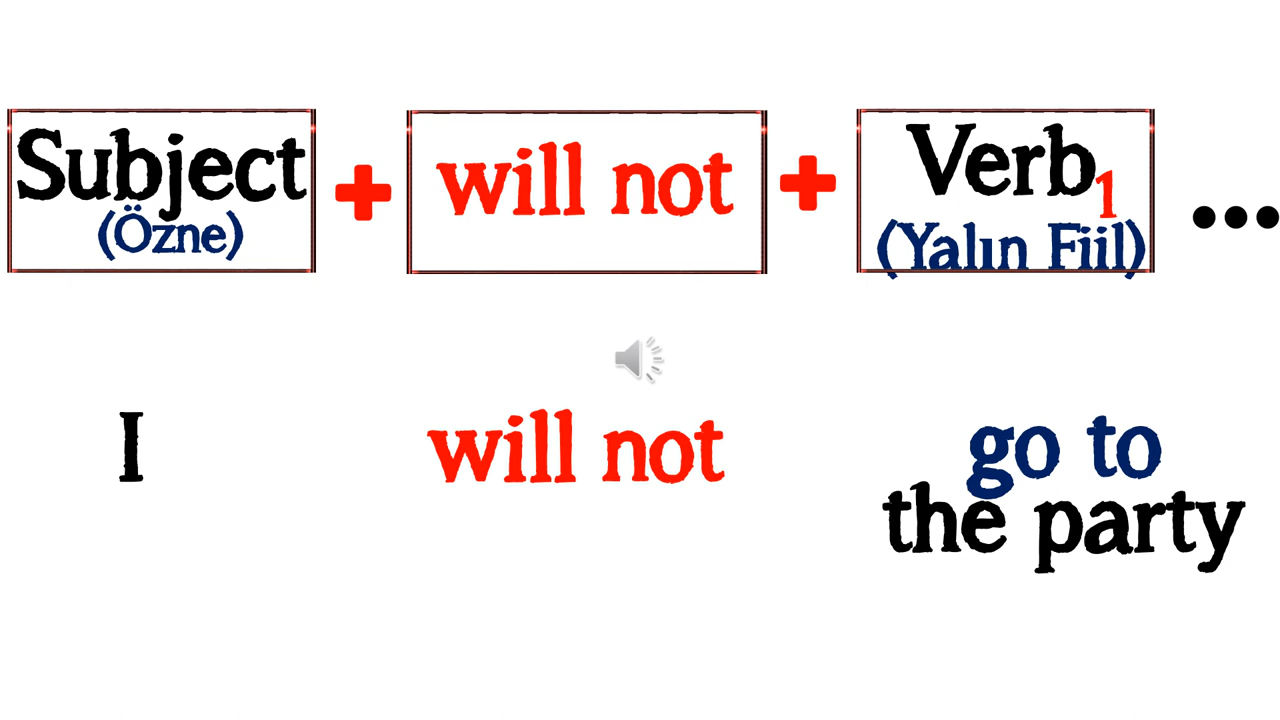 Subject + will not + Verb1 ...
(Özne) (Yalın Fiil)
I will not go to
the party